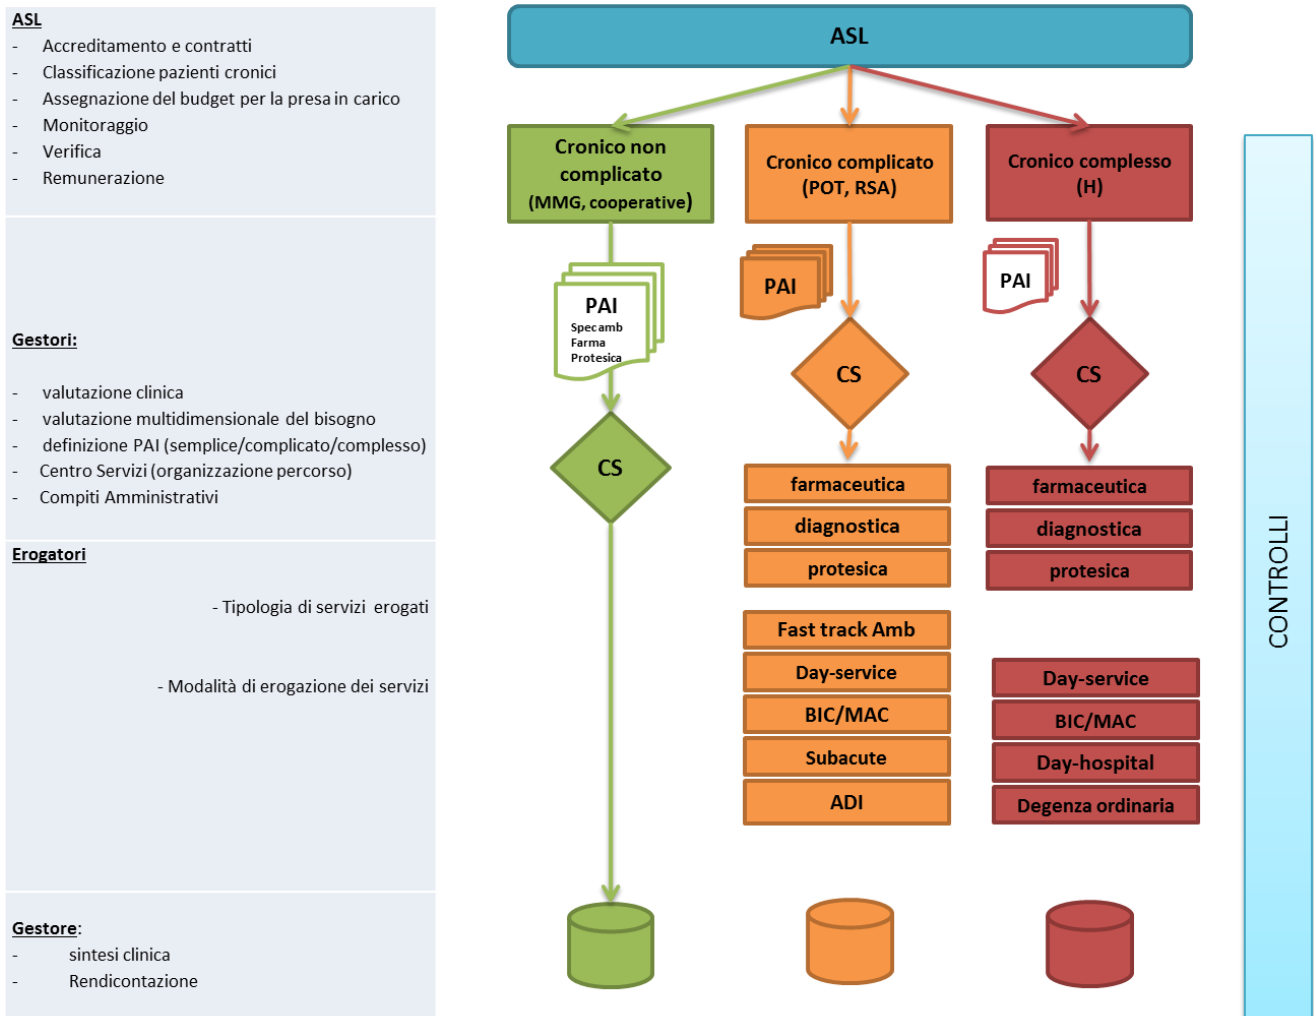 ASL
- Accreditamento e contratti
- Classificazione pazienti cronici
- Assegnazione del budget per la presa in carico
- Monitoraggio
- Verifica
- Remunerazione
Gestori:
- valutazione clinica
- valutazione multidimensionale del bisogno
- definizione PAI (semplice/complicato/complesso)
- Centro Servizi (organizzazione percorso)
- Compiti Amministrativi
Erogatori
- Tipologia di servizi erogati
- Modalità di erogazione dei servizi
Gestore:
- sintesi clinica
- Rendicontazione
ASL
Cronico non
complicato
(MMG, cooperative)
PAI
Spec amb
Farma
Protesica
CS
Cronico complicato
(POT, RSA)
PAI
CS
farmaceutica
diagnostica
protesica
Fast track Amb
Day-service
BIC/MAC
Subacute
ADI
Cronico complesso
(H)
PAI
CS
farmaceutica
diagnostica
protesica
Day-service
BIC/MAC
Day-hospital
Degenza ordinaria
CONTROLLI